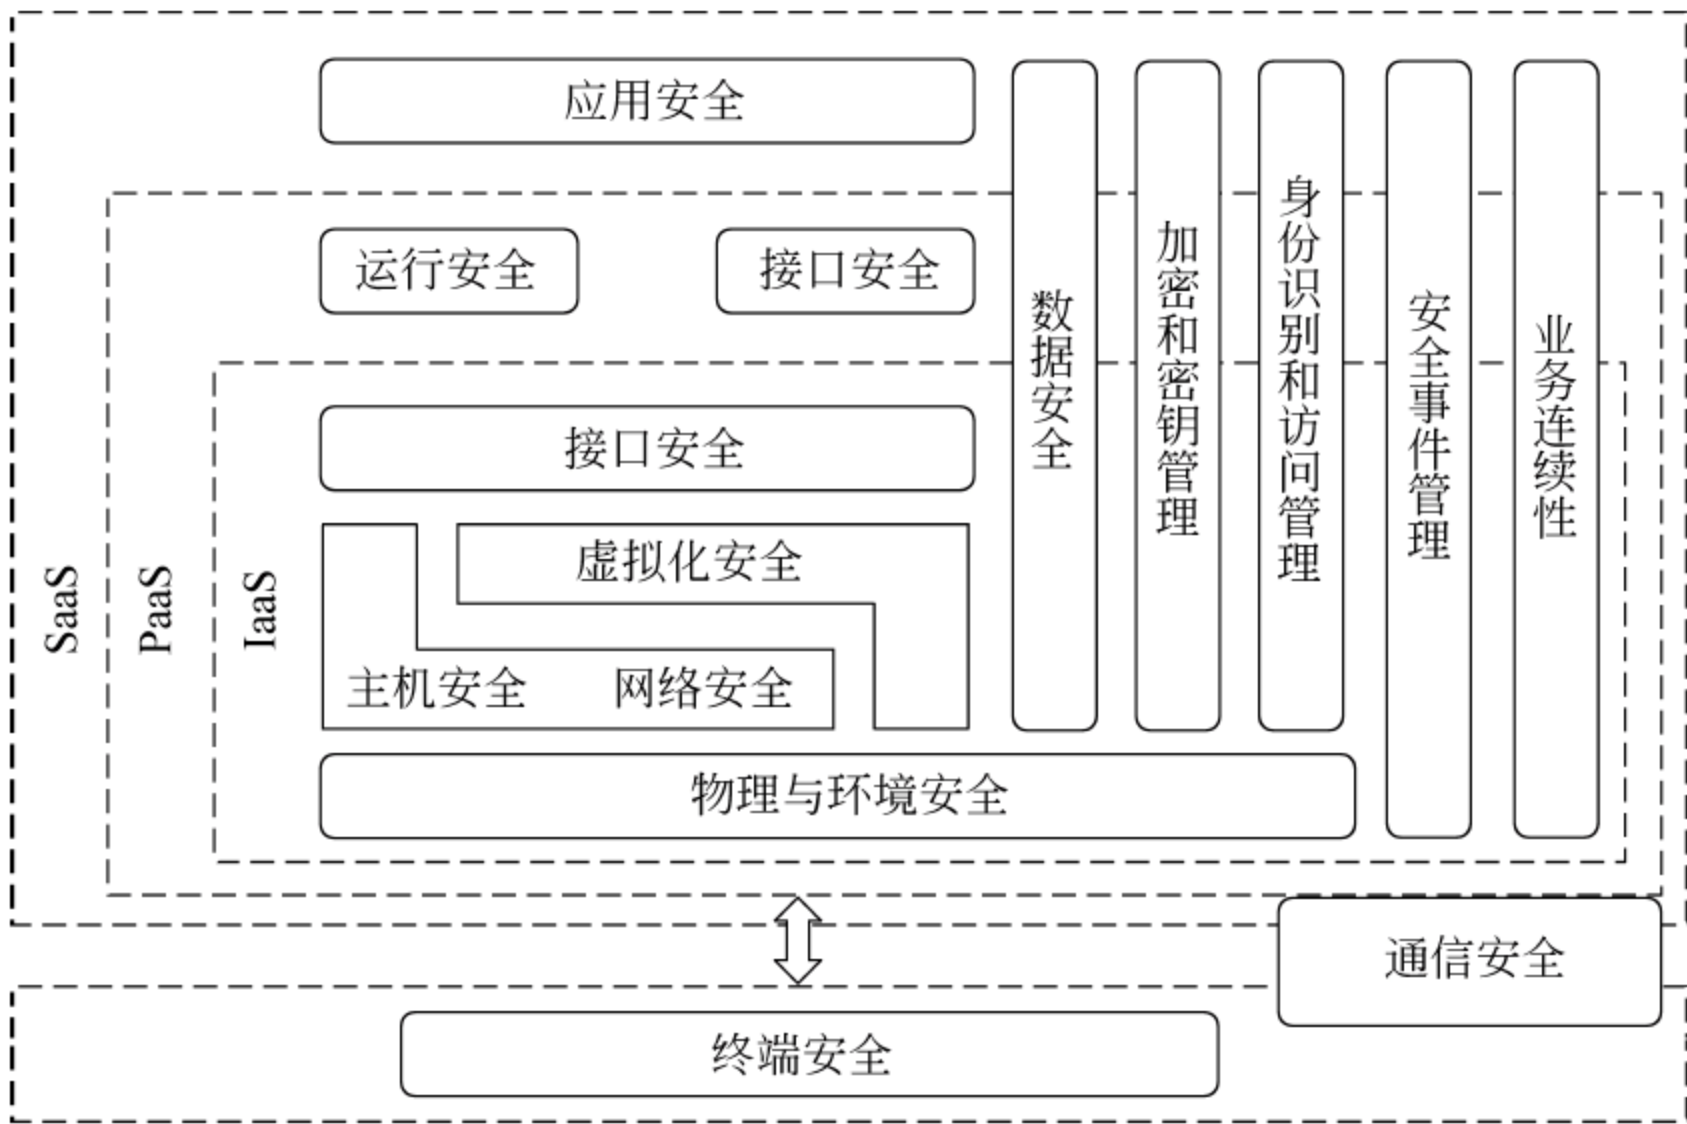 应用安全
运行安全
接口安全
接口安全
虚拟化安全
主机安全
网络安全
物理与环境安全
数据安全
加密和密钥管理
身份识别和访问管理
安全事件管理
业务连续性
SaaS
PaaS
IaaS
通信安全
终端安全